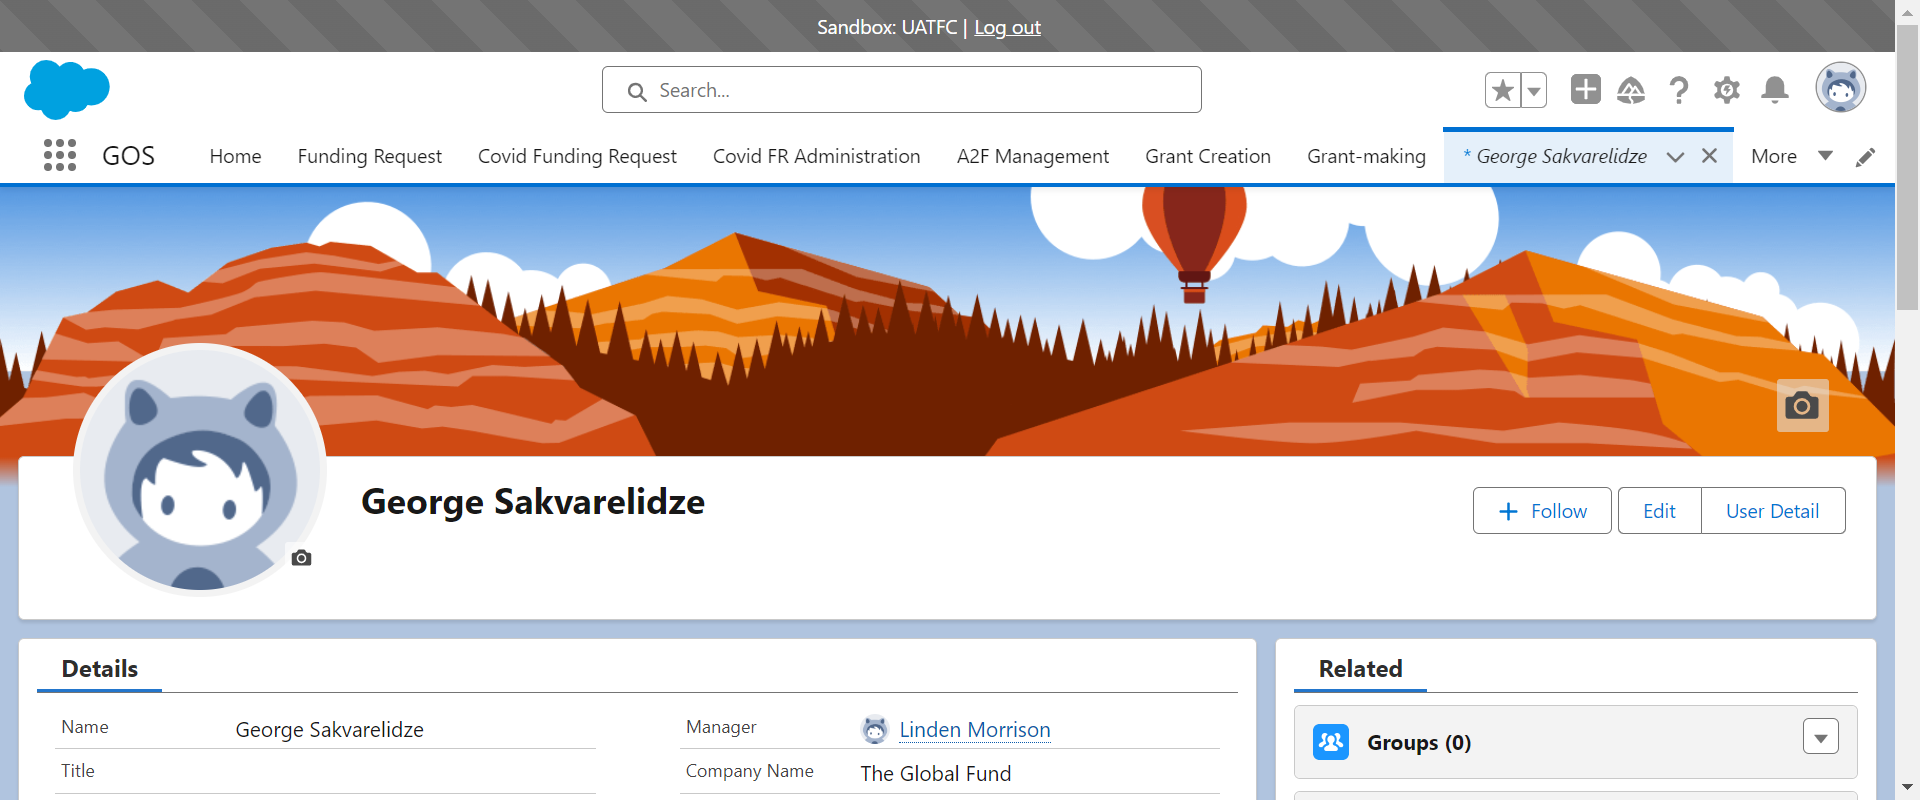 Sandbox: UATFC | Log out
Search...
GOS
Home
Funding Request
Covid Funding Request
Covid FR Administration
A2F Management
Grant Creation
Grant-making
* George Sakvarelidze
More
George Sakvarelidze
Follow
Edit
User Detail
Details
Name
George Sakvarelidze
Manager
Linden Morrison
Title
Company Name
The Global Fund
Related
Groups (0)